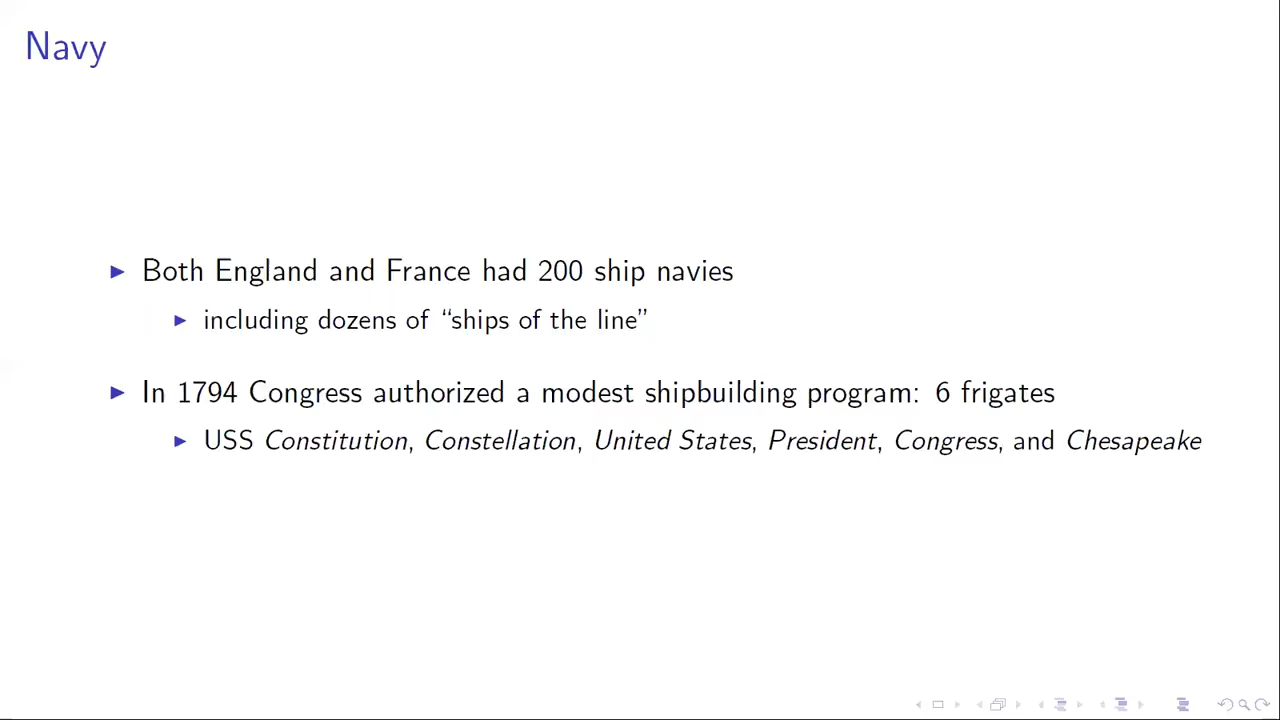 Navy
Both England and France had 200 ship navies
including dozens of “ships of the line”
In 1794 Congress authorized a modest shipbuilding program: 6 frigates
USS Constitution, Constellation, United States, President, Congress, and Chesapeake